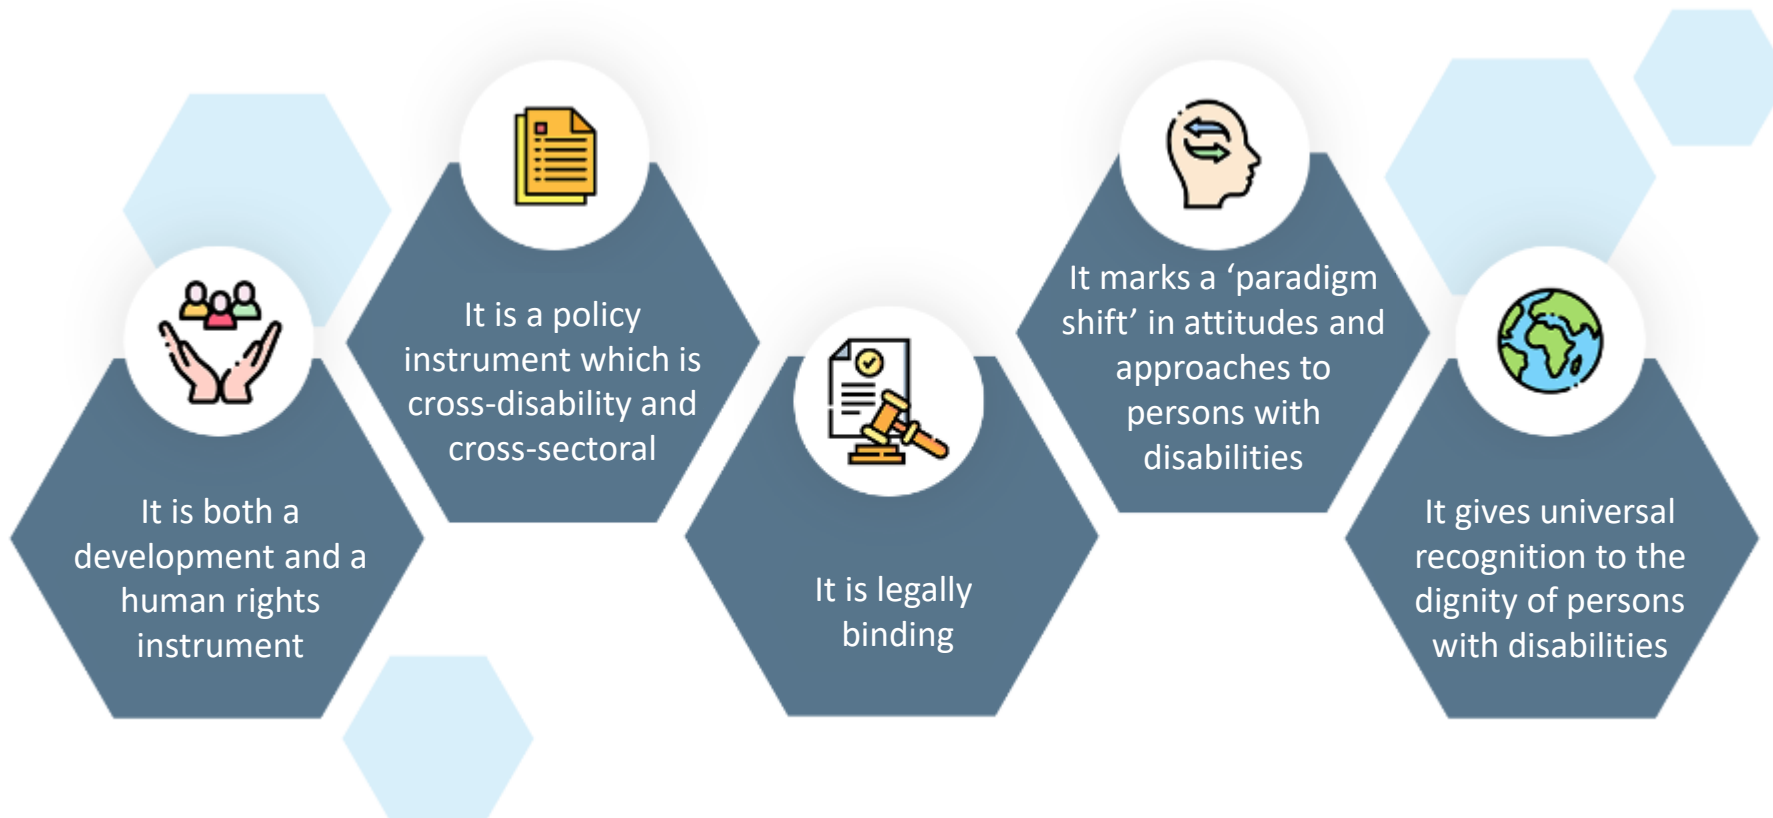 It is both a
development and a
human rights
instrument
It is a policy
instrument which is
cross-disability and
cross-sectoral
It is legally
binding
It marks a ‘paradigm
shift’ in attitudes and
approaches to
persons with
disabilities
It gives universal
recognition to the
dignity of persons
with disabilities